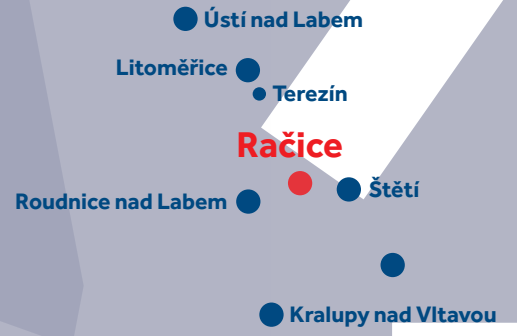 Ústí nad Labem
Litoměřice
Terezín
Račice
Štětí
Roudnice nad Labem
Kralupy nad Vltavou